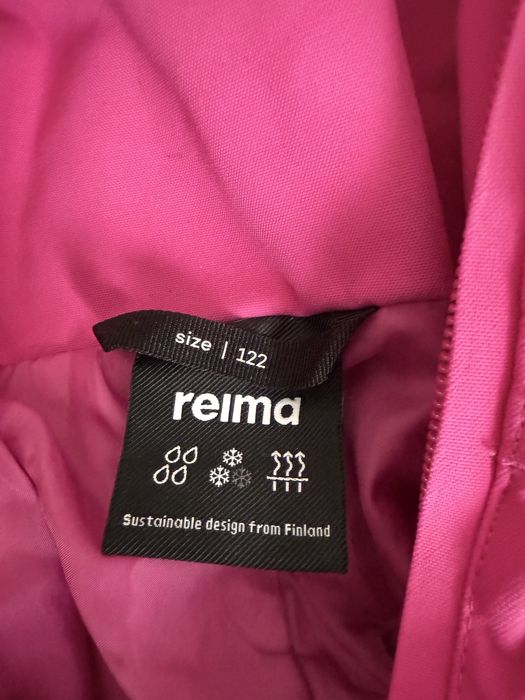 size | 122
reima
Sustainable design from Finland